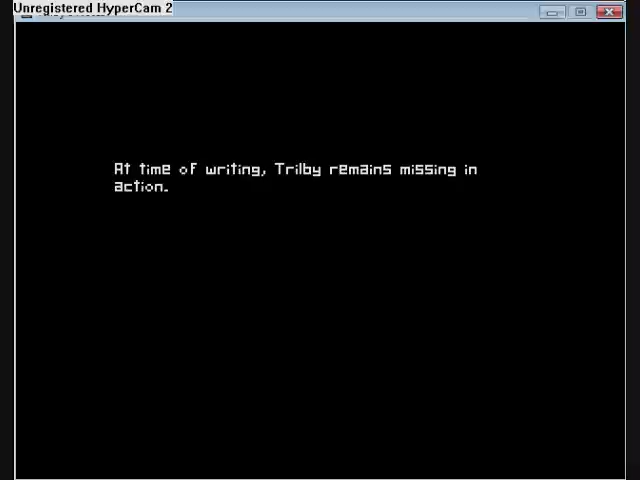 Unregistered HyperCam 2
At time of writing, Trilby remains missing in
action.